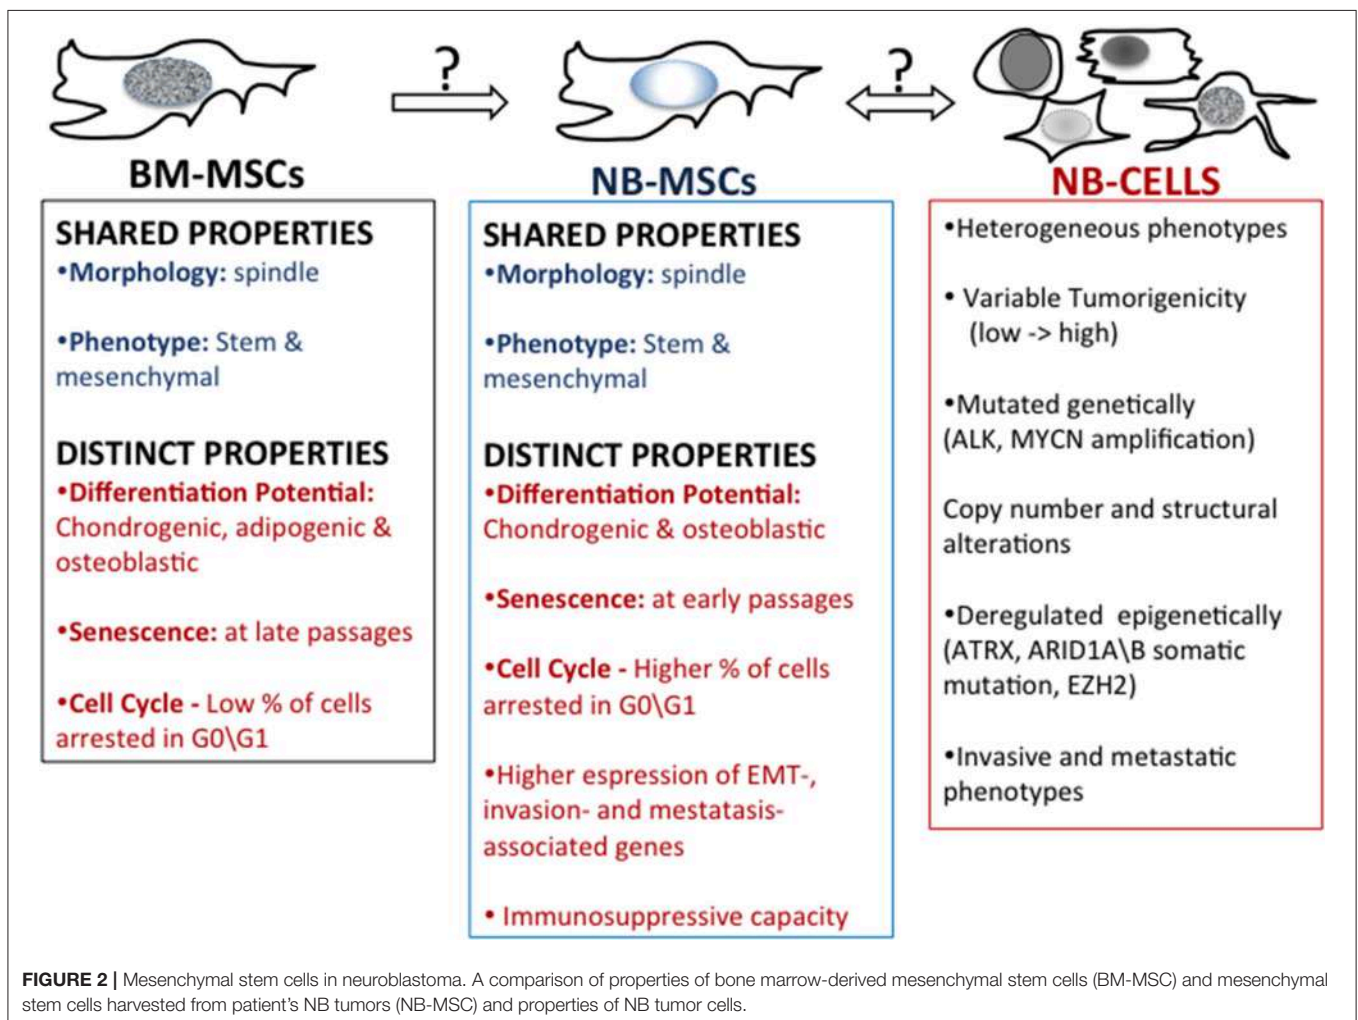 ?
?
BM-MSCs
SHARED PROPERTIES
•Morphology: spindle
•Phenotype: Stem &
mesenchymal
DISTINCT PROPERTIES
•Differentiation Potential:
Chondrogenic, adipogenic &
osteoblastic
•Senescence: at late passages
•Cell Cycle - Low % of cells
arrested in G0\G1
NB-MSCs
SHARED PROPERTIES
•Morphology: spindle
•Phenotype: Stem &
mesenchymal
DISTINCT PROPERTIES
•Differentiation Potential:
Chondrogenic & osteoblastic
•Senescence: at early passages
•Cell Cycle - Higher % of cells
arrested in G0\G1
•Higher espression of EMT-,
invasion- and mestatasis-
associated genes
• Immunosuppressive capacity
NB-CELLS
•Heterogeneous phenotypes
• Variable Tumorigenicity
(low -> high)
•Mutated genetically
(ALK, MYCN amplification)
Copy number and structural
alterations
•Deregulated epigenetically
(ATRX, ARID1A\B somatic
mutation, EZH2)
•Invasive and metastatic
phenotypes
FIGURE 2 | Mesenchymal stem cells in neuroblastoma. A comparison of properties of bone marrow-derived mesenchymal stem cells (BM-MSC) and mesenchymal
stem cells harvested from patient's NB tumors (NB-MSC) and properties of NB tumor cells.